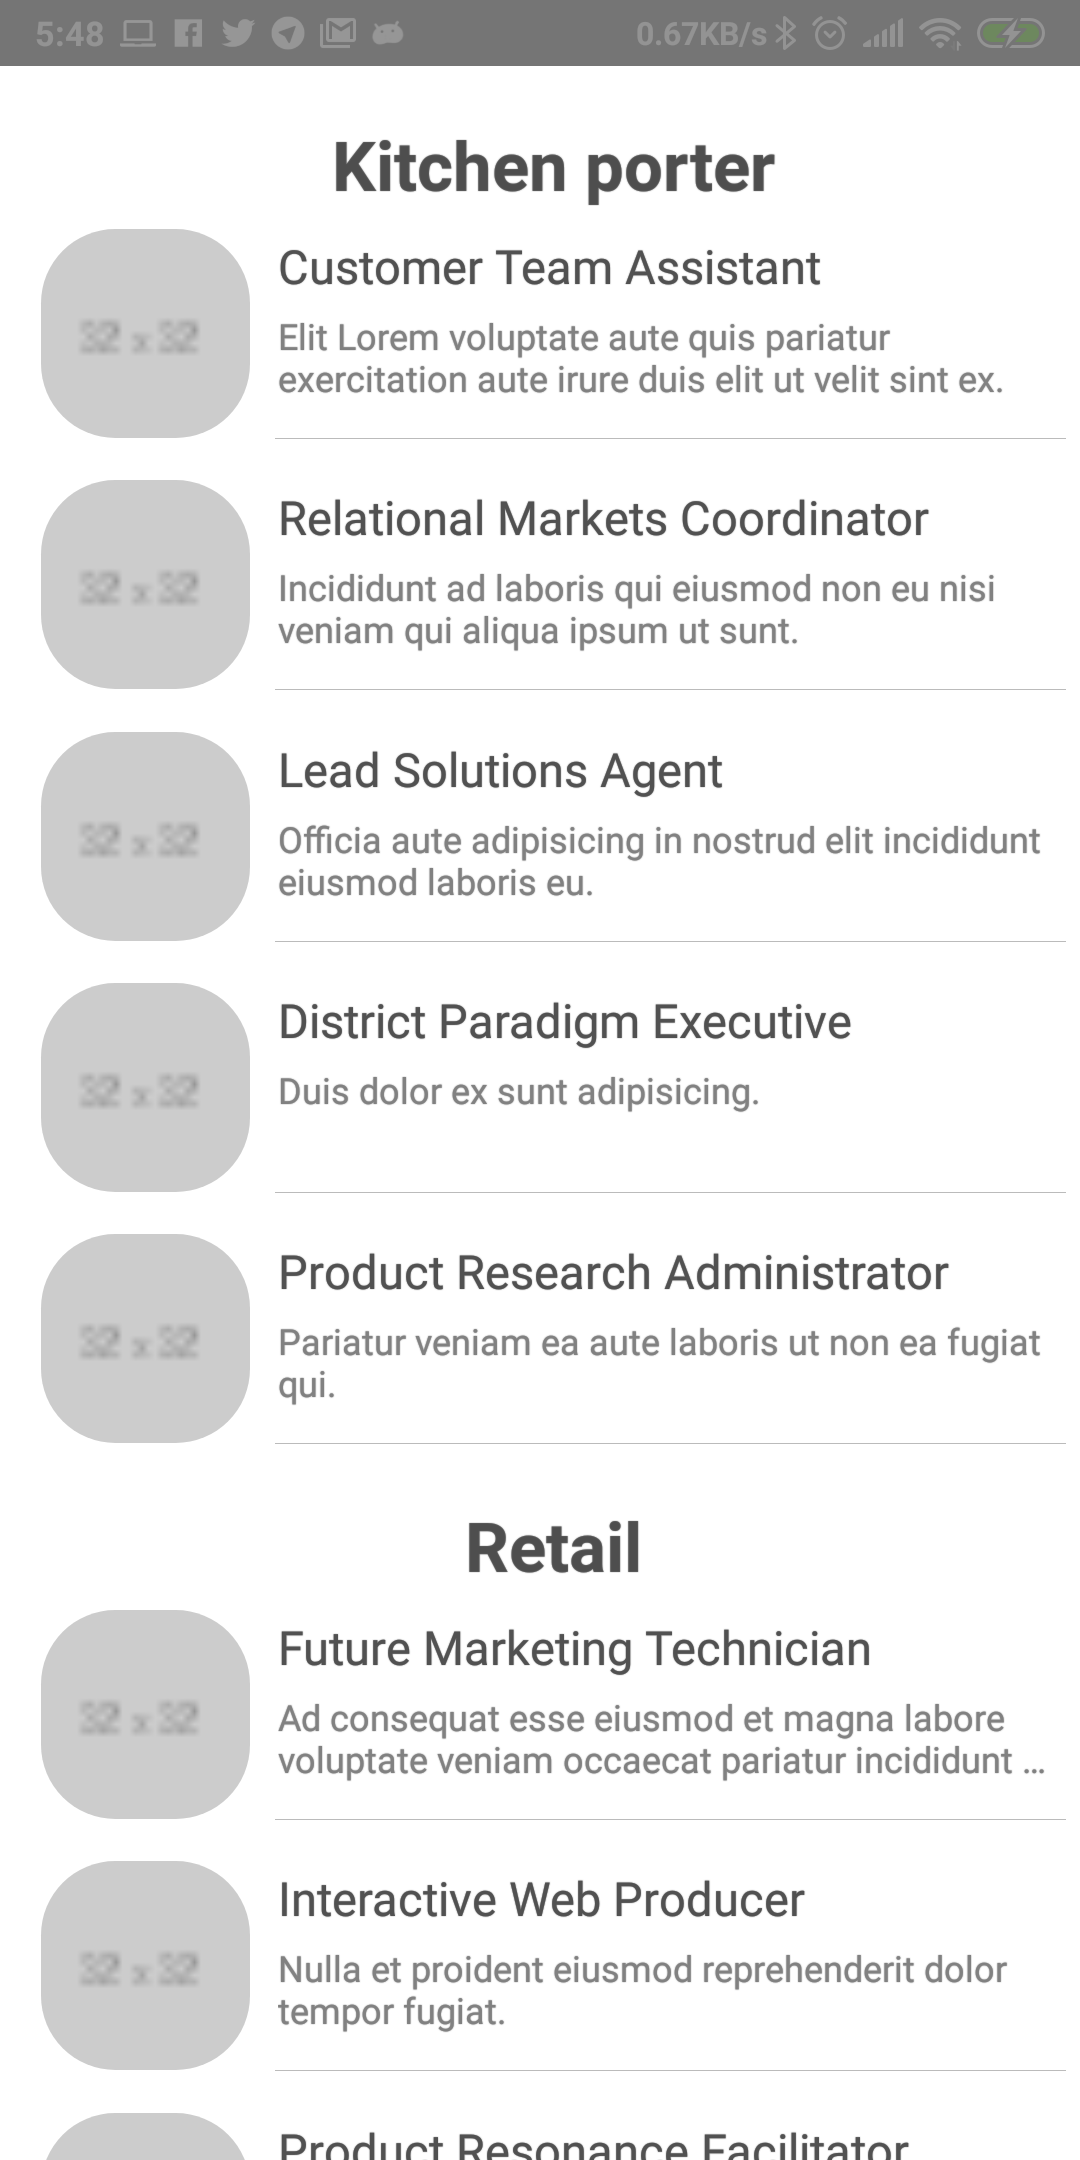 5:48 0.67KB/s
Kitchen porter
32 x 32
Customer Team Assistant
Elit Lorem voluptate aute quis pariatur
exercitation aute irure duis elit ut velit sint ex.
32 x 32
Relational Markets Coordinator
Incididunt ad laboris qui eiusmod non eu nisi
veniam qui aliqua ipsum ut sunt.
32 x 32
Lead Solutions Agent
Officia aute adipisicing in nostrud elit incididunt
eiusmod laboris eu.
32 x 32
District Paradigm Executive
Duis dolor ex sunt adipisicing.
32 x 32
Product Research Administrator
Pariatur veniam ea aute laboris ut non ea fugiat
qui.
Retail
32 x 32
Future Marketing Technician
Ad consequat esse eiusmod et magna labore
voluptate veniam occaecat pariatur incididunt ...
32 x 32
Interactive Web Producer
Nulla et proident eiusmod reprehenderit dolor
tempor fugiat.
Product Resonance Facilitator